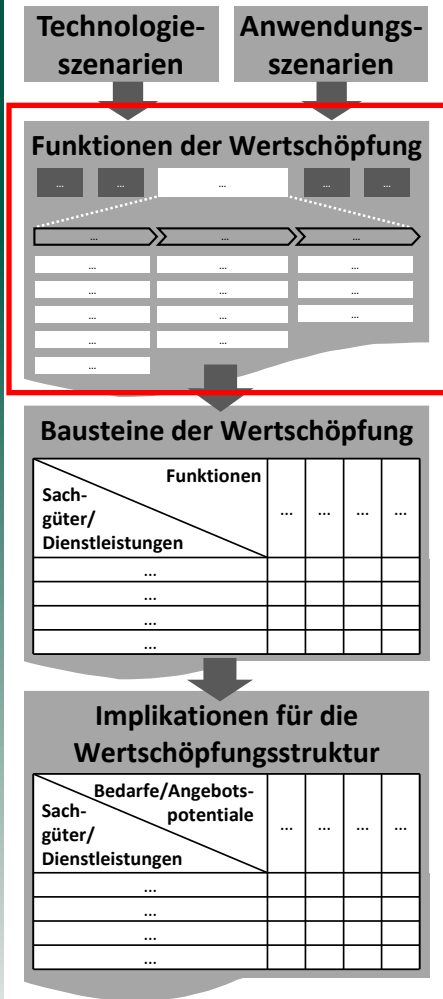 Technologie-
szenarien
Anwendungs-
szenarien
Funktionen der Wertschöpfung
... ... ... ... ...
... ... ...
... ... ...
... ... ...
... ... ...
... ...
...
Bausteine der Wertschöpfung
Funktionen
Sach-
güter/
Dienstleistungen
... ... ... ...
...
...
...
...
Implikationen für die
Wertschöpfungsstruktur
Bedarfe/Angebots-
potentiale
Sach-
güter/
Dienstleistungen
... ... ... ...
...
...
...
...